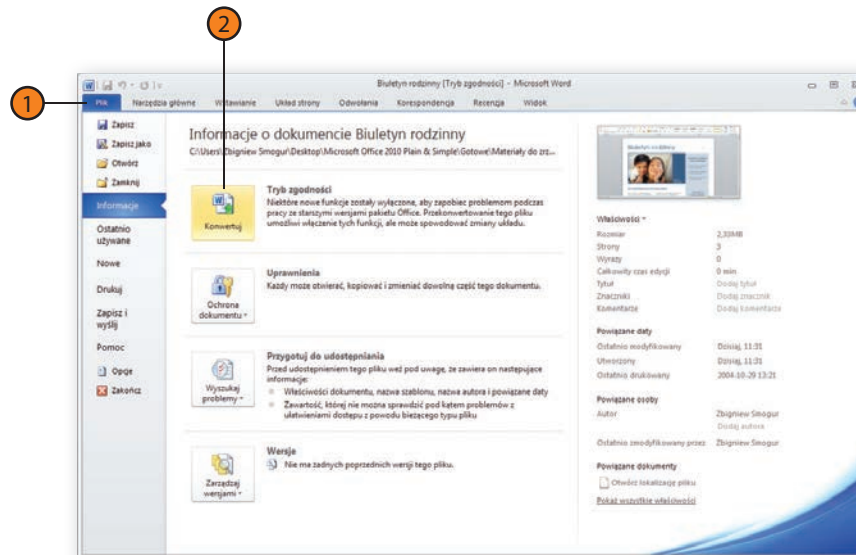 2
1
Biuletyn rodzinny [Tryb zgodności] - Microsoft Word
Plik Narzędzia główne Wstawianie Układ strony Odwołania Korespondencja Recenzja Widok
Zapisz
Zapisz jako
Otwórz
Zamknij
Informacje
Ostatnio
używane
Nowe
Drukuj
Zapisz i
wyślij
Pomoc
Opcje
Zakończ
Informacje o dokumencie Biuletyn rodzinny
C:\Users\Zbigniew Smogur\Desktop\Microsoft Office 2010 Plain & Simple\Gotowe\Materiały do zrz...
Konwertuj
Tryb zgodności
Niektóre nowe funkcje zostały wyłączone, aby zapobiec problemom podczas
pracy ze starszymi wersjami pakietu Office. Przekonwertowanie tego pliku
umożliwi włączenie tych funkcji, ale może spowodować zmiany układu.
Ochrona
dokumentu
Uprawnienia
Każdy może otwierać, kopiować i zmieniać dowolną część tego dokumentu.
Wyszukaj
problemy
Przygotuj do udostępniania
Przed udostępnieniem tego pliku weź pod uwagę, że zawiera on następujące
informacje:
Właściwości dokumentu, nazwa szablonu, nazwa autora i powiązane daty
Zawartość, której nie można sprawdzić pod kątem problemów z
ułatwieniami dostępu z powodu bieżącego typu pliku
Zarządzaj
wersjami
Wersje
Nie ma żadnych poprzednich wersji tego pliku.
Biuletyn rodzinny
Właściwości
Rozmiar 2,33MB
Strony 3
Wyrazy 0
Całkowity czas edycji 0 min
Tytuł Dodaj tytuł
Znaczniki Dodaj znacznik
Komentarze Dodaj komentarze
Powiązane daty
Ostatnio modyfikowany Dzisiaj, 11:31
Utworzony Dzisiaj, 11:31
Ostatnio drukowany 2004-10-29 13:21
Powiązane osoby
Autor Zbigniew Smogur
Dodaj autora
Ostatnio zmodyfikowany przez Zbigniew Smogur
Powiązane dokumenty
Otwórz lokalizację pliku
Pokaż wszystkie właściwości